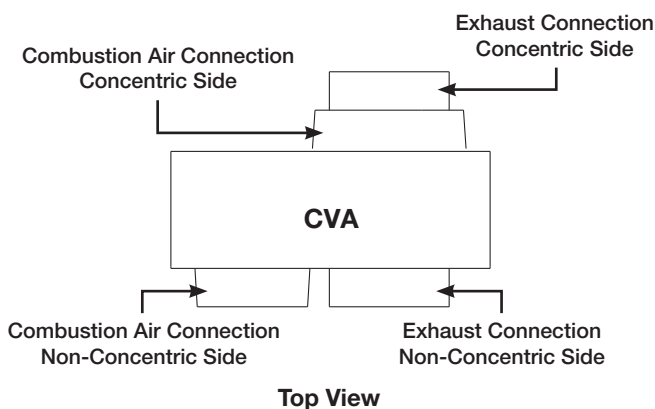 Exhaust Connection
Concentric Side
Combustion Air Connection
Concentric Side
CVA
Combustion Air Connection
Non-Concentric Side
Exhaust Connection
Non-Concentric Side
Top View